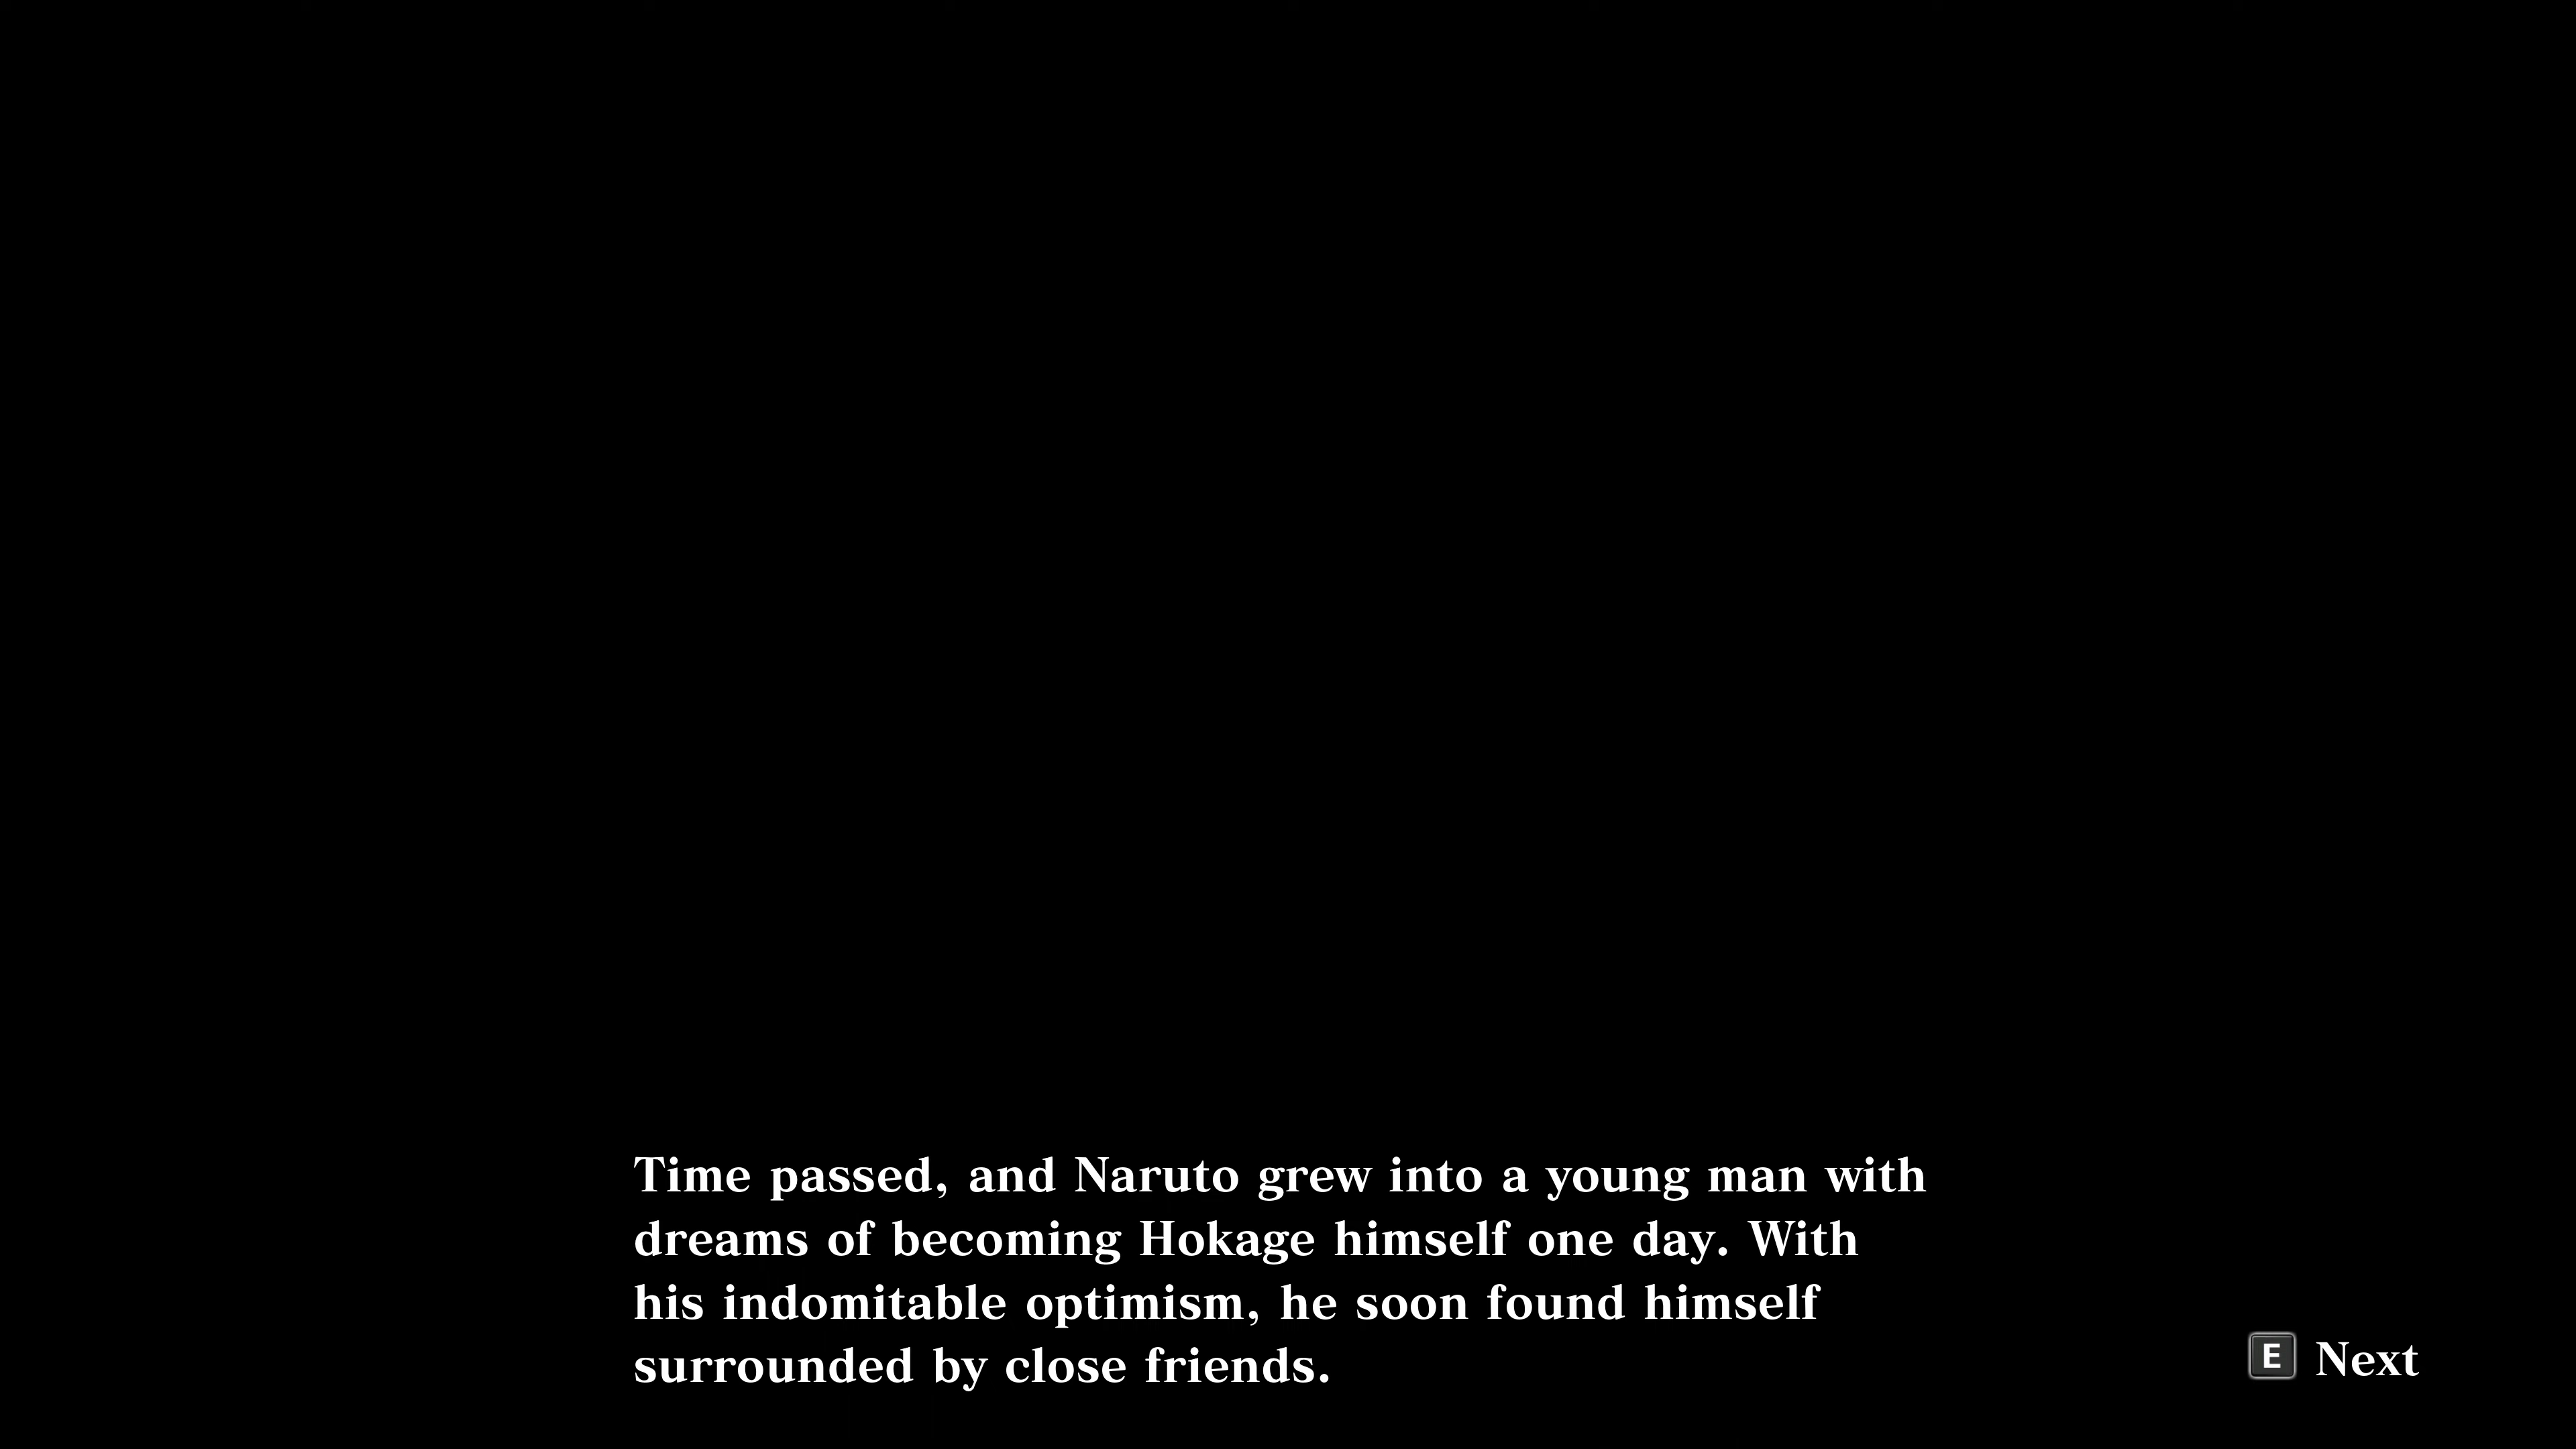 Time passed, and Naruto grew into a young man with
dreams of becoming Hokage himself one day. With
his indomitable optimism, he soon found himself
surrounded by close friends.
E Next